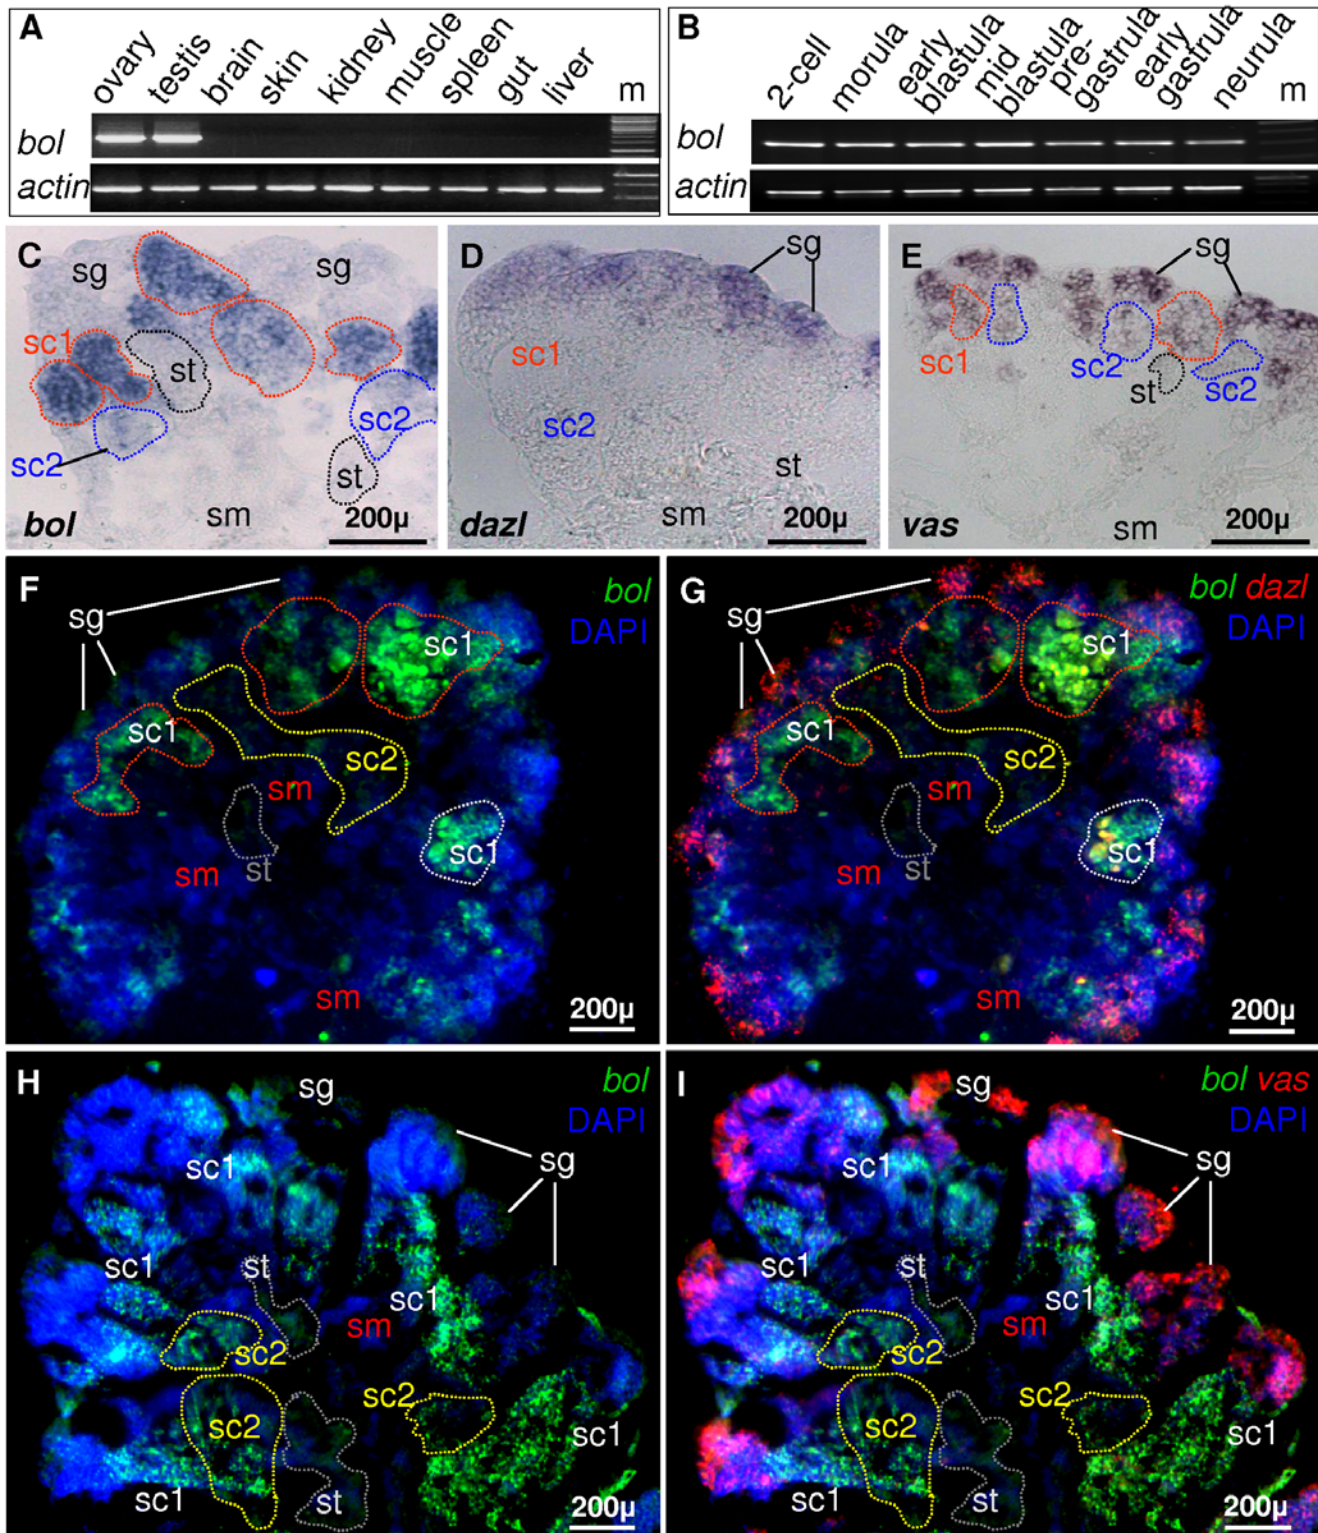 A
ovary testis brain skin kidney muscle spleen gut liver m
bol
actin
B
2-cell morula early blastula mid blastula pre-gastrula early gastrula neurula m
bol
actin
C
sg
sg
sc1
st
sc2
sc2
st
sm
bol
200µ
D
sg
sc1
sc2
st
sm
dazl
200µ
E
sg
sc1
sc2
st
sc2
sm
vas
200µ
F
bol
DAPI
sg
sc1
sc1
sc2
sm
sc1
st
sm
sm
200µ
G
bol dazl
DAPI
sg
sc1
sc1
sc2
sm
sc1
st
sm
sm
200µ
H
bol
DAPI
sg
sc1
sg
sc1
st
sc1
sm
sc2
sc2
sc2
sc1
sc1
st
200µ
I
bol vas
DAPI
sg
sc1
sg
sc1
st
sc1
sm
sc2
sc2
sc2
sc1
sc1
st
200µ